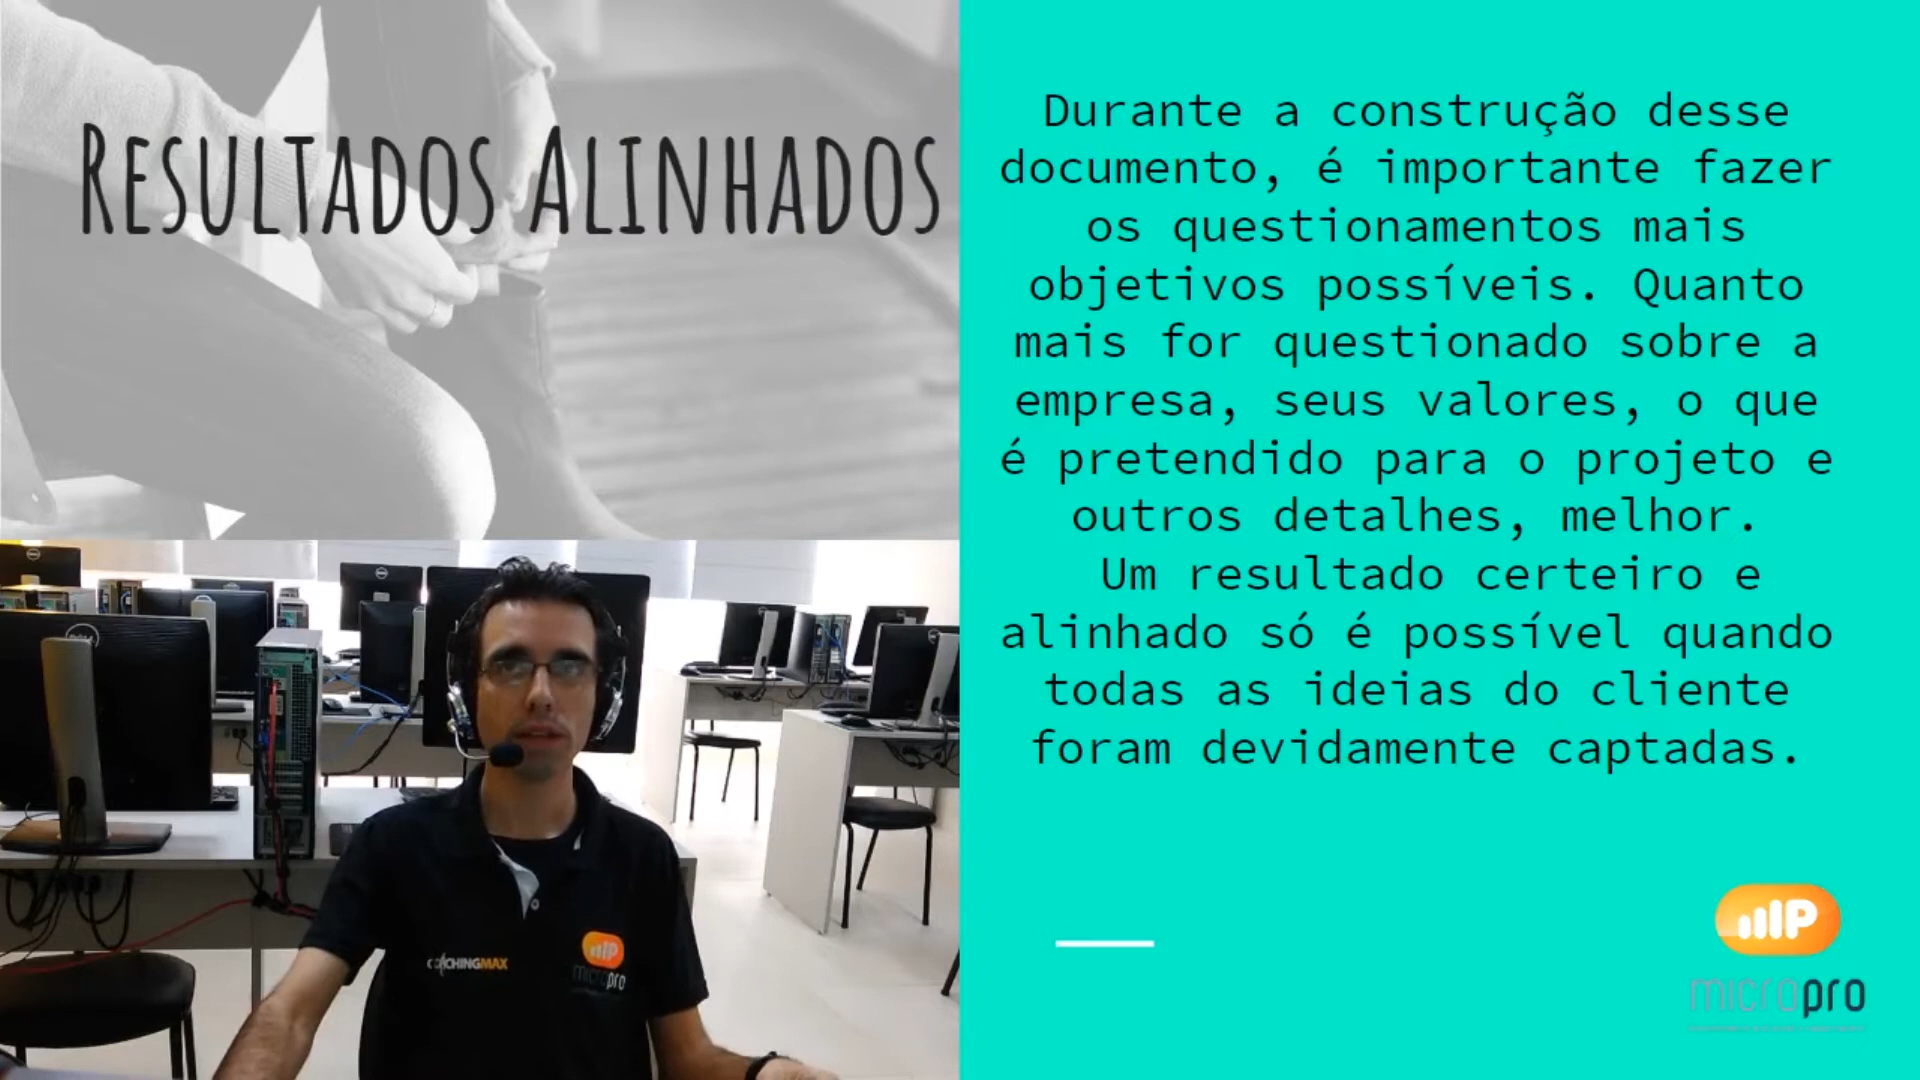 RESULTADOS ALINHADOS
Durante a construção desse
documento, é importante fazer
os questionamentos mais
objetivos possíveis. Quanto
mais for questionado sobre a
empresa, seus valores, o que
é pretendido para o projeto e
outros detalhes, melhor.
Um resultado certeiro e
alinhado só é possível quando
todas as ideias do cliente
foram devidamente captadas.
COACHINGMAX
micropro
micropro